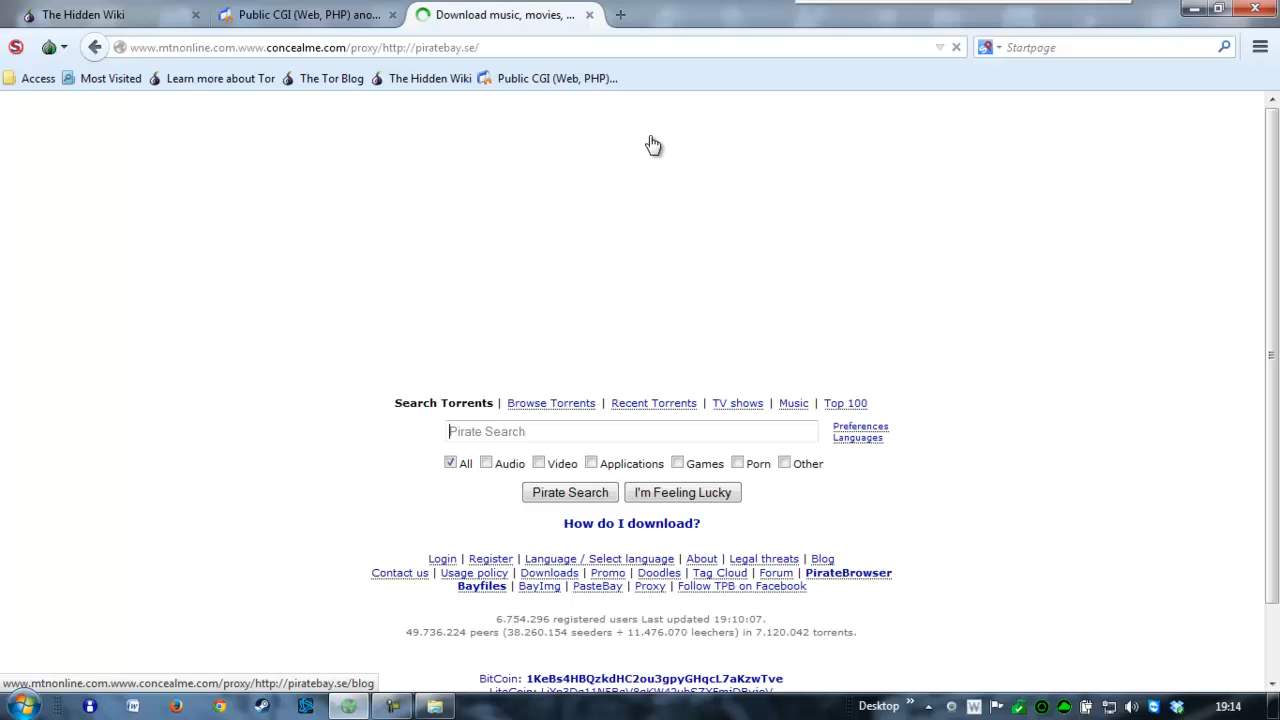 The Hidden Wiki
Public CGI (Web, PHP) ano...
Download music, movies, ...
www.mtnonline.com.www.concealme.com/proxy/http://piratebay.se/
Startpage
Access
Most Visited
Learn more about Tor
The Tor Blog
The Hidden Wiki
Public CGI (Web, PHP)...
Search Torrents | Browse Torrents | Recent Torrents | TV shows | Music | Top 100
Pirate Search
Preferences
Languages
All Audio Video Applications Games Porn Other
Pirate Search I'm Feeling Lucky
How do I download?
Login | Register | Language / Select language | About | Legal threats | Blog
Contact us | Usage policy | Downloads | Promo | Doodles | Tag Cloud | Forum | PirateBrowser
Bayfiles | BayImg | PasteBay | Proxy | Follow TPB on Facebook
6.754.296 registered users Last updated 19:10:07.
49.736.224 peers (38.260.154 seeders + 11.476.070 leechers) in 7.120.042 torrents.
BitCoin: 1KeBs4HBQzkdHC2ou3gpyGHqcL7aKzwTve
LiteCoin:
www.mtnonline.com.www.concealme.com/proxy/http://piratebay.se/blog
Desktop
19:14